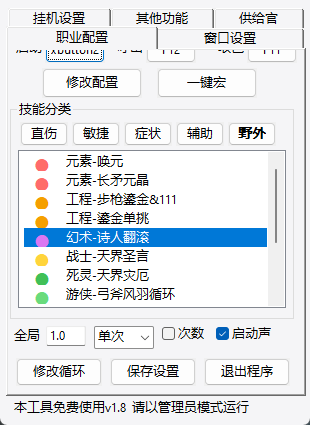 挂机设置 其他功能 供给官
职业配置 窗口设置
启动 xbutton2 F12 F11
修改配置 一键宏
技能分类
直伤 敏捷 症状 辅助 野外
元素-唤元
元素-长矛元晶
工程-步枪鎏金&111
工程-鎏金单挑
幻术-诗人翻滚
战士-天界圣言
死灵-天界灾厄
游侠-弓斧风羽循环
全局 1.0 单次 次数 启动声
修改循环 保存设置 退出程序
本工具免费使用v1.8 请以管理员模式运行